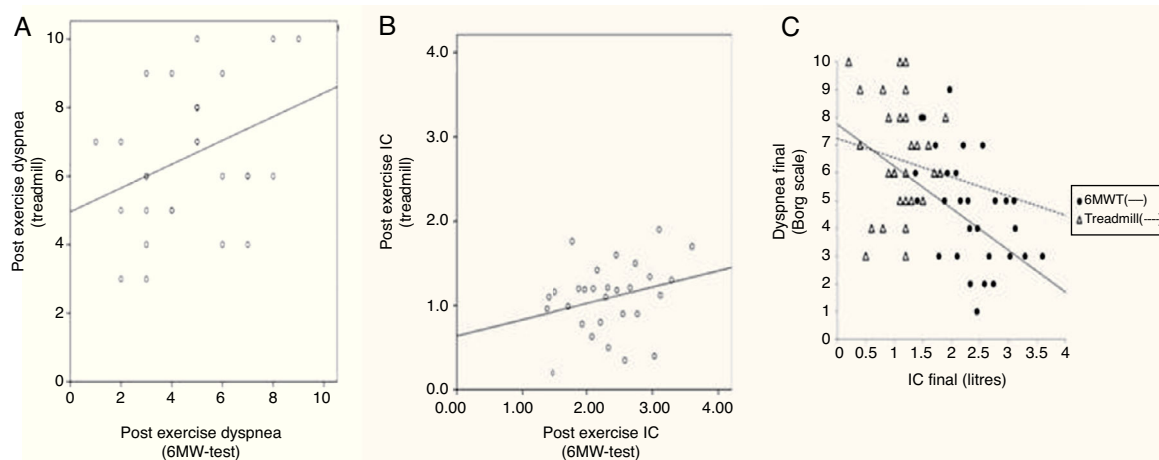 A
Post exercise dyspnea
(treadmill)
10
8
6
4
2
0
0 2 4 6 8 10
Post exercise dyspnea
(6MW-test)
B
Post exercise IC
(treadmill)
4.0
3.0
2.0
1.0
0.0
0.00 1.00 2.00 3.00 4.00
Post exercise IC
(6MW-test)
C
Dyspnea final
(Borg scale)
10
9
8
7
6
5
4
3
2
1
0
0 0.5 1 1.5 2 2.5 3 3.5 4
IC final (litres)
6MWT(—)
Treadmill(---)